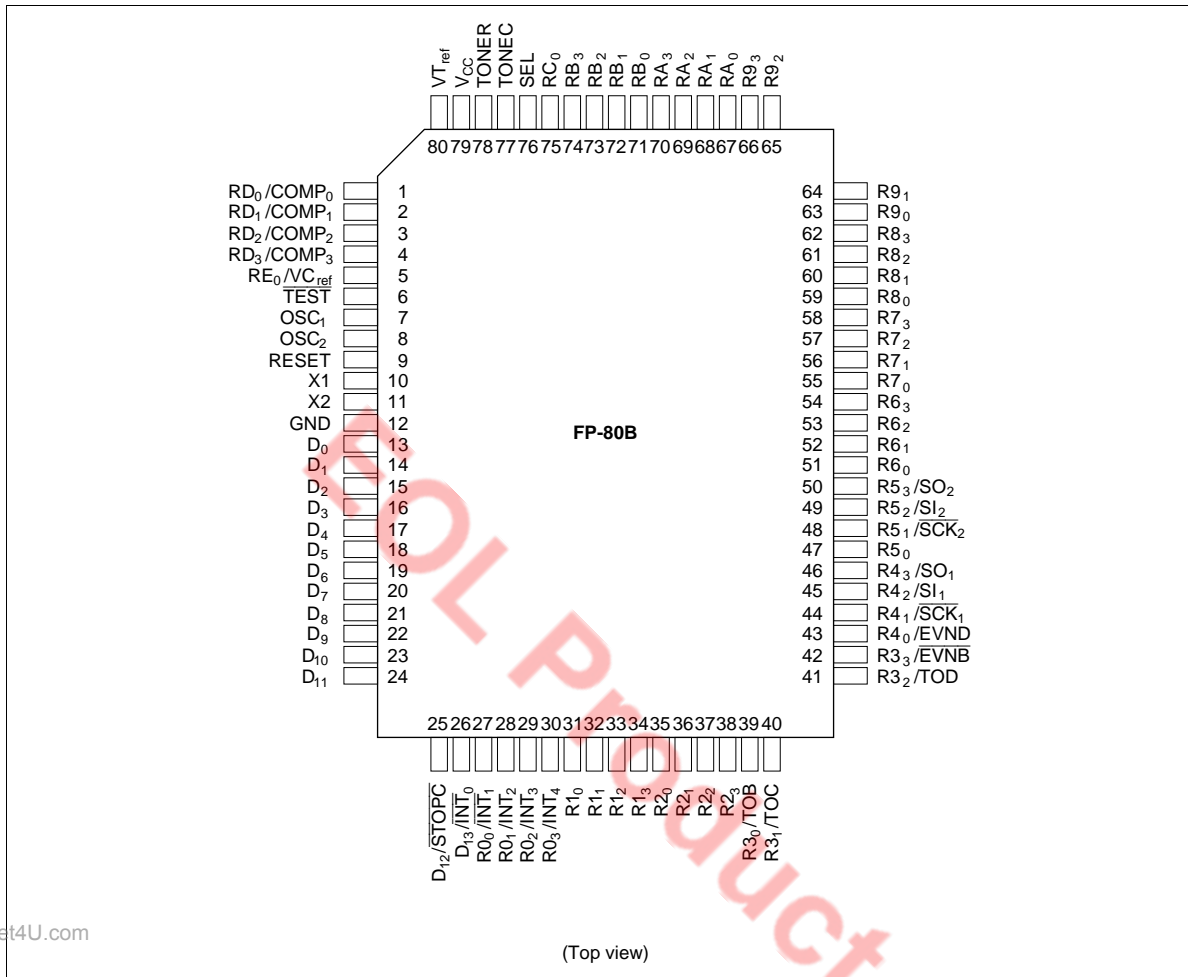 VTref
VCC
TONER
TONEC
SEL
RC0
RB3
RB2
RB1
RB0
RA3
RA2
RA1
RA0
R93
R92
80 79 78 77 76 75 74 73 72 71 70 69 68 67 66 65
RD0/COMP0 1 64 R91
RD1/COMP1 2 63 R90
RD2/COMP2 3 62 R83
RD3/COMP3 4 61 R82
RE0/VCref 5 60 R81
T̅E̅S̅T̅ 6 59 R80
OSC1 7 58 R73
OSC2 8 57 R72
RESET 9 56 R71
X1 10 55 R70
X2 11 54 R63
GND 12 53 R62
FP-80B
D0 13 52 R61
D1 14 51 R60
D2 15 50 R53/SO2
D3 16 49 R52/SI2
D4 17 48 R51/S̅C̅K̅2
D5 18 47 R50
D6 19 46 R43/SO1
D7 20 45 R42/SI1
D8 21 44 R41/S̅C̅K̅1
D9 22 43 R40/EVND
D10 23 42 R33/E̅V̅N̅B̅
D11 24 41 R32/TOD
25 26 27 28 29 30 31 32 33 34 35 36 37 38 39 40
D12/S̅T̅O̅P̅C̅
D13/I̅N̅T̅0
R00/I̅N̅T̅1
R01/INT2
R02/INT3
R03/INT4
R10
R11
R12
R13
R20
R21
R22
R23
R30/TOB
R31/TOC
EOL Product
et4U.com
(Top view)